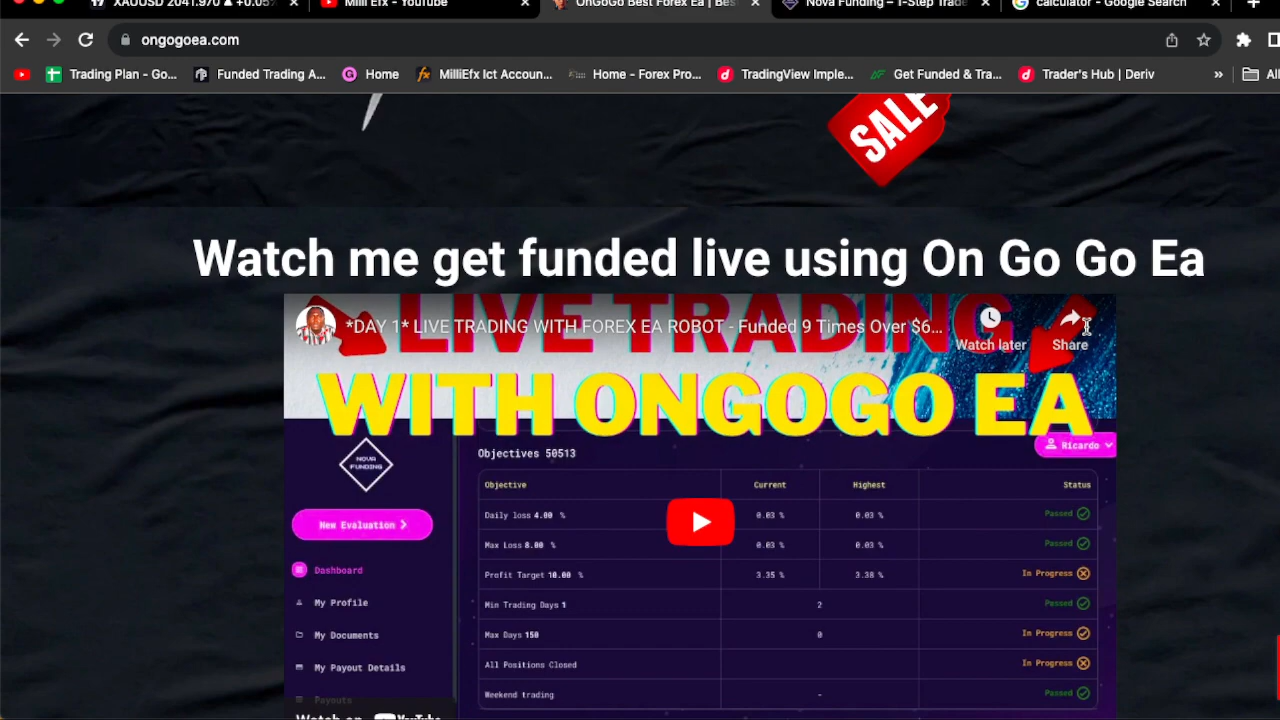 XAUUSD 2041.970 ▲ +0.05%
Milli Efx - YouTube
OnGoGo Best Forex Ea | Bes
Nova Funding – 1-Step Trade
calculator - Google Search
ongogoea.com
Trading Plan - Go...
Funded Trading A...
Home
MilliEfx Ict Accoun...
Home - Forex Pro...
TradingView Imple...
Get Funded & Tra...
Trader's Hub | Deriv
»
All
SALE
Watch me get funded live using On Go Go Ea
*DAY 1* LIVE TRADING WITH FOREX EA ROBOT - Funded 9 Times Over $6...
Watch later
Share
LIVE TRADING
WITH ONGOGO EA
NOVA
FUNDING
Ricardo
Objectives 50513
Objective Current Highest Status
New Evaluation >
Daily loss 4.00 % 0.03 % 0.03 % Passed
Max Loss 8.00 % 0.03 % 0.03 % Passed
Dashboard
Profit Target 10.00 % 3.35 % 3.38 % In Progress
My Profile
Min Trading Days 1 2 Passed
My Documents
Max Days 150 0 In Progress
My Payout Details
All Positions Closed In Progress
Payouts
Weekend trading - Passed
Watch on YouTube